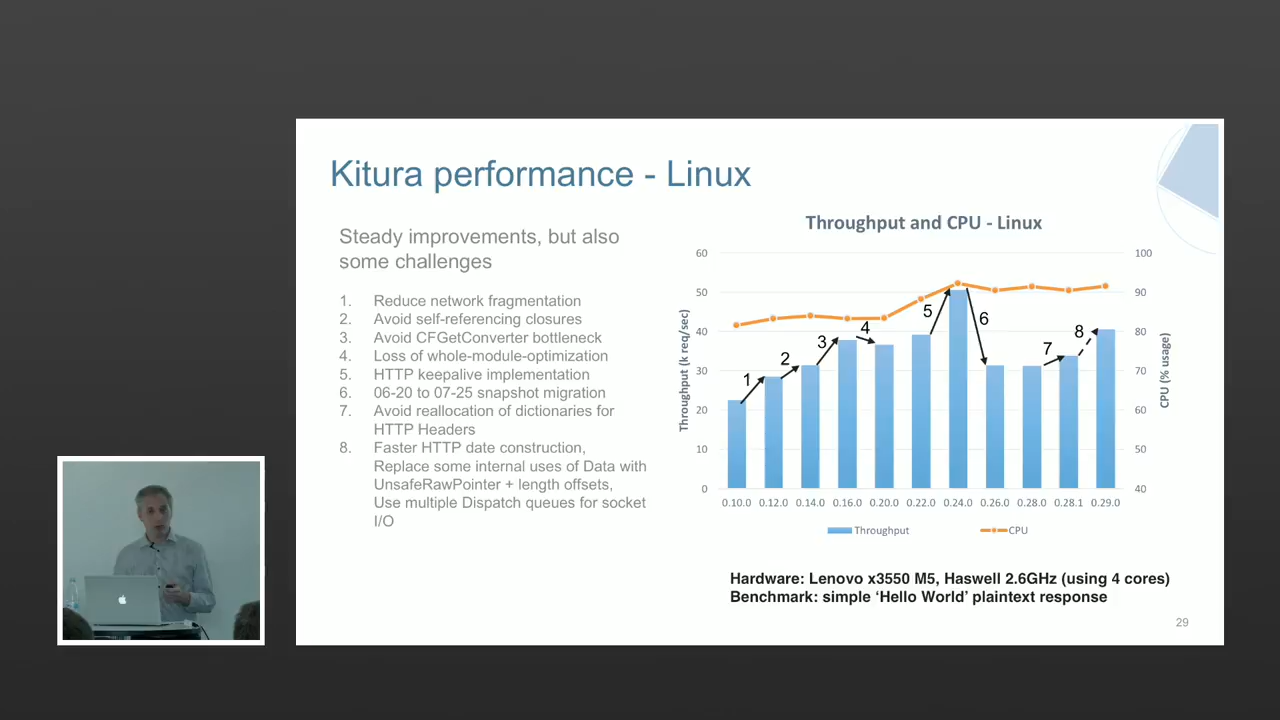 Kitura performance - Linux
Steady improvements, but also
some challenges
1. Reduce network fragmentation
2. Avoid self-referencing closures
3. Avoid CFGetConverter bottleneck
4. Loss of whole-module-optimization
5. HTTP keepalive implementation
6. 06-20 to 07-25 snapshot migration
7. Avoid reallocation of dictionaries for
HTTP Headers
8. Faster HTTP date construction,
Replace some internal uses of Data with
UnsafeRawPointer + length offsets,
Use multiple Dispatch queues for socket
I/O
Throughput and CPU - Linux
Throughput (k req/sec)
60
50
40
30
20
10
0
1
2
3
4
5
6
7
8
100
90
80
70
60
50
40
CPU (% usage)
0.10.0 0.12.0 0.14.0 0.16.0 0.20.0 0.22.0 0.24.0 0.26.0 0.28.0 0.28.1 0.29.0
Throughput CPU
Hardware: Lenovo x3550 M5, Haswell 2.6GHz (using 4 cores)
Benchmark: simple ‘Hello World’ plaintext response
29